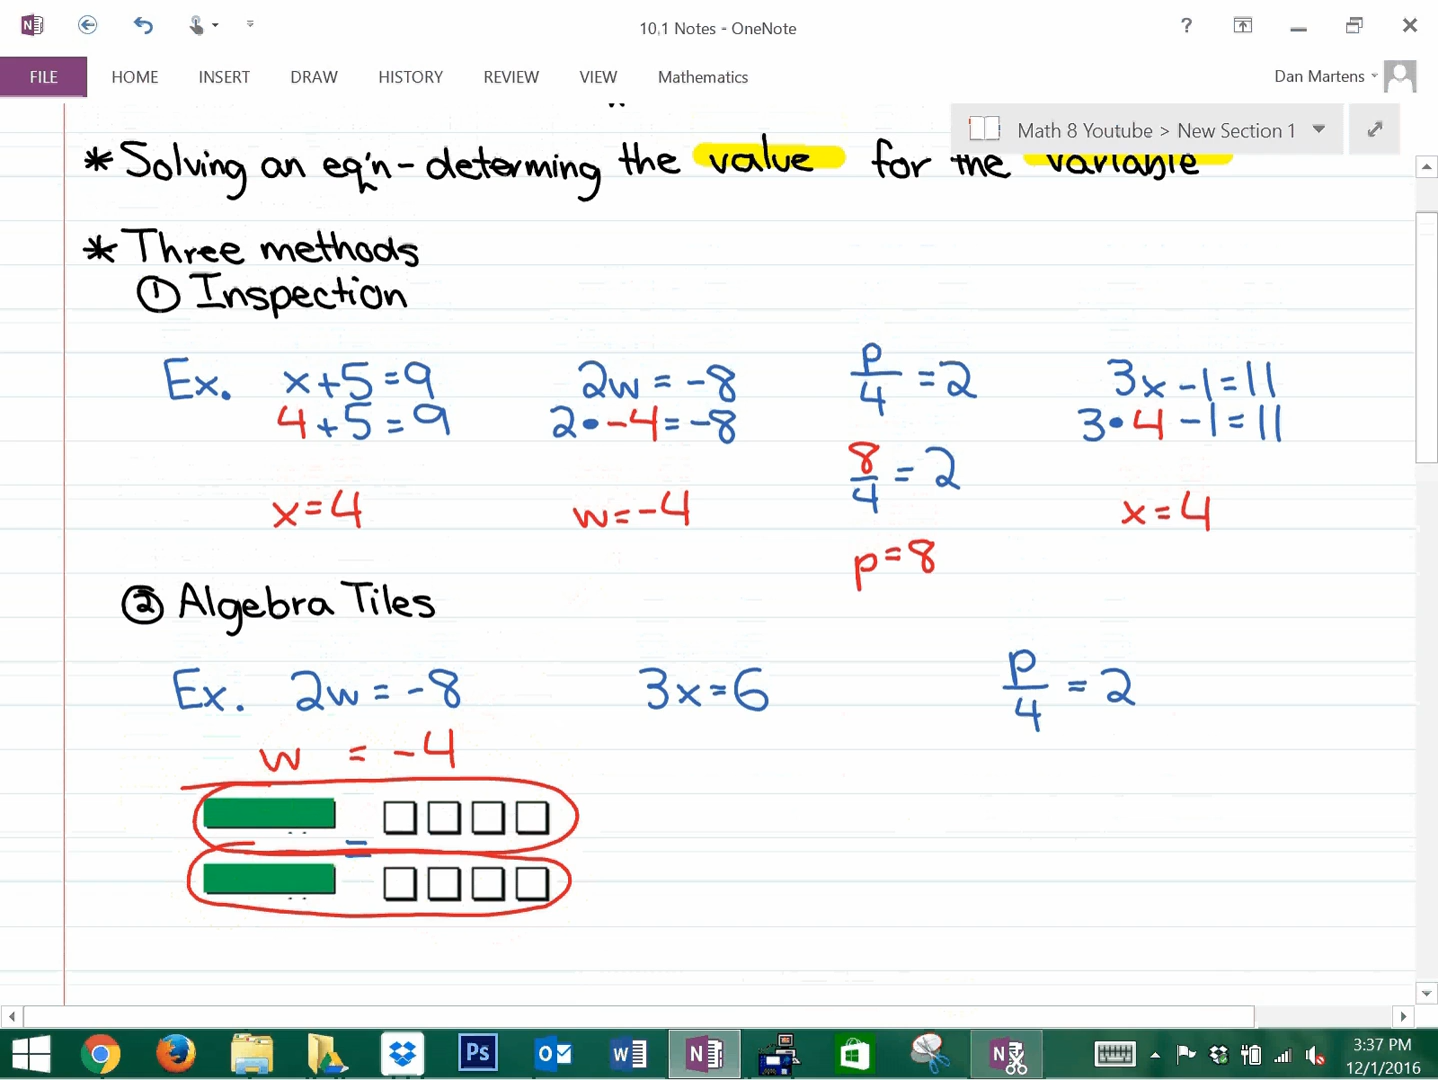 10,1 Notes - OneNote
?
FILE HOME INSERT DRAW HISTORY REVIEW VIEW Mathematics
Dan Martens
Math 8 Youtube > New Section 1
* Solving an eq'n - determining the value for the variable
* Three methods
① Inspection
Ex. x+5=9 2w = -8 p/4 = 2 3x -1 = 11
4+5=9 2•-4=-8 3•4 -1=11
8/4 = 2
x=4 w=-4 x=4
p=8
② Algebra Tiles
Ex. 2w = -8 3x=6 p/4 = 2
w = -4
=
Ps
3:37 PM
12/1/2016